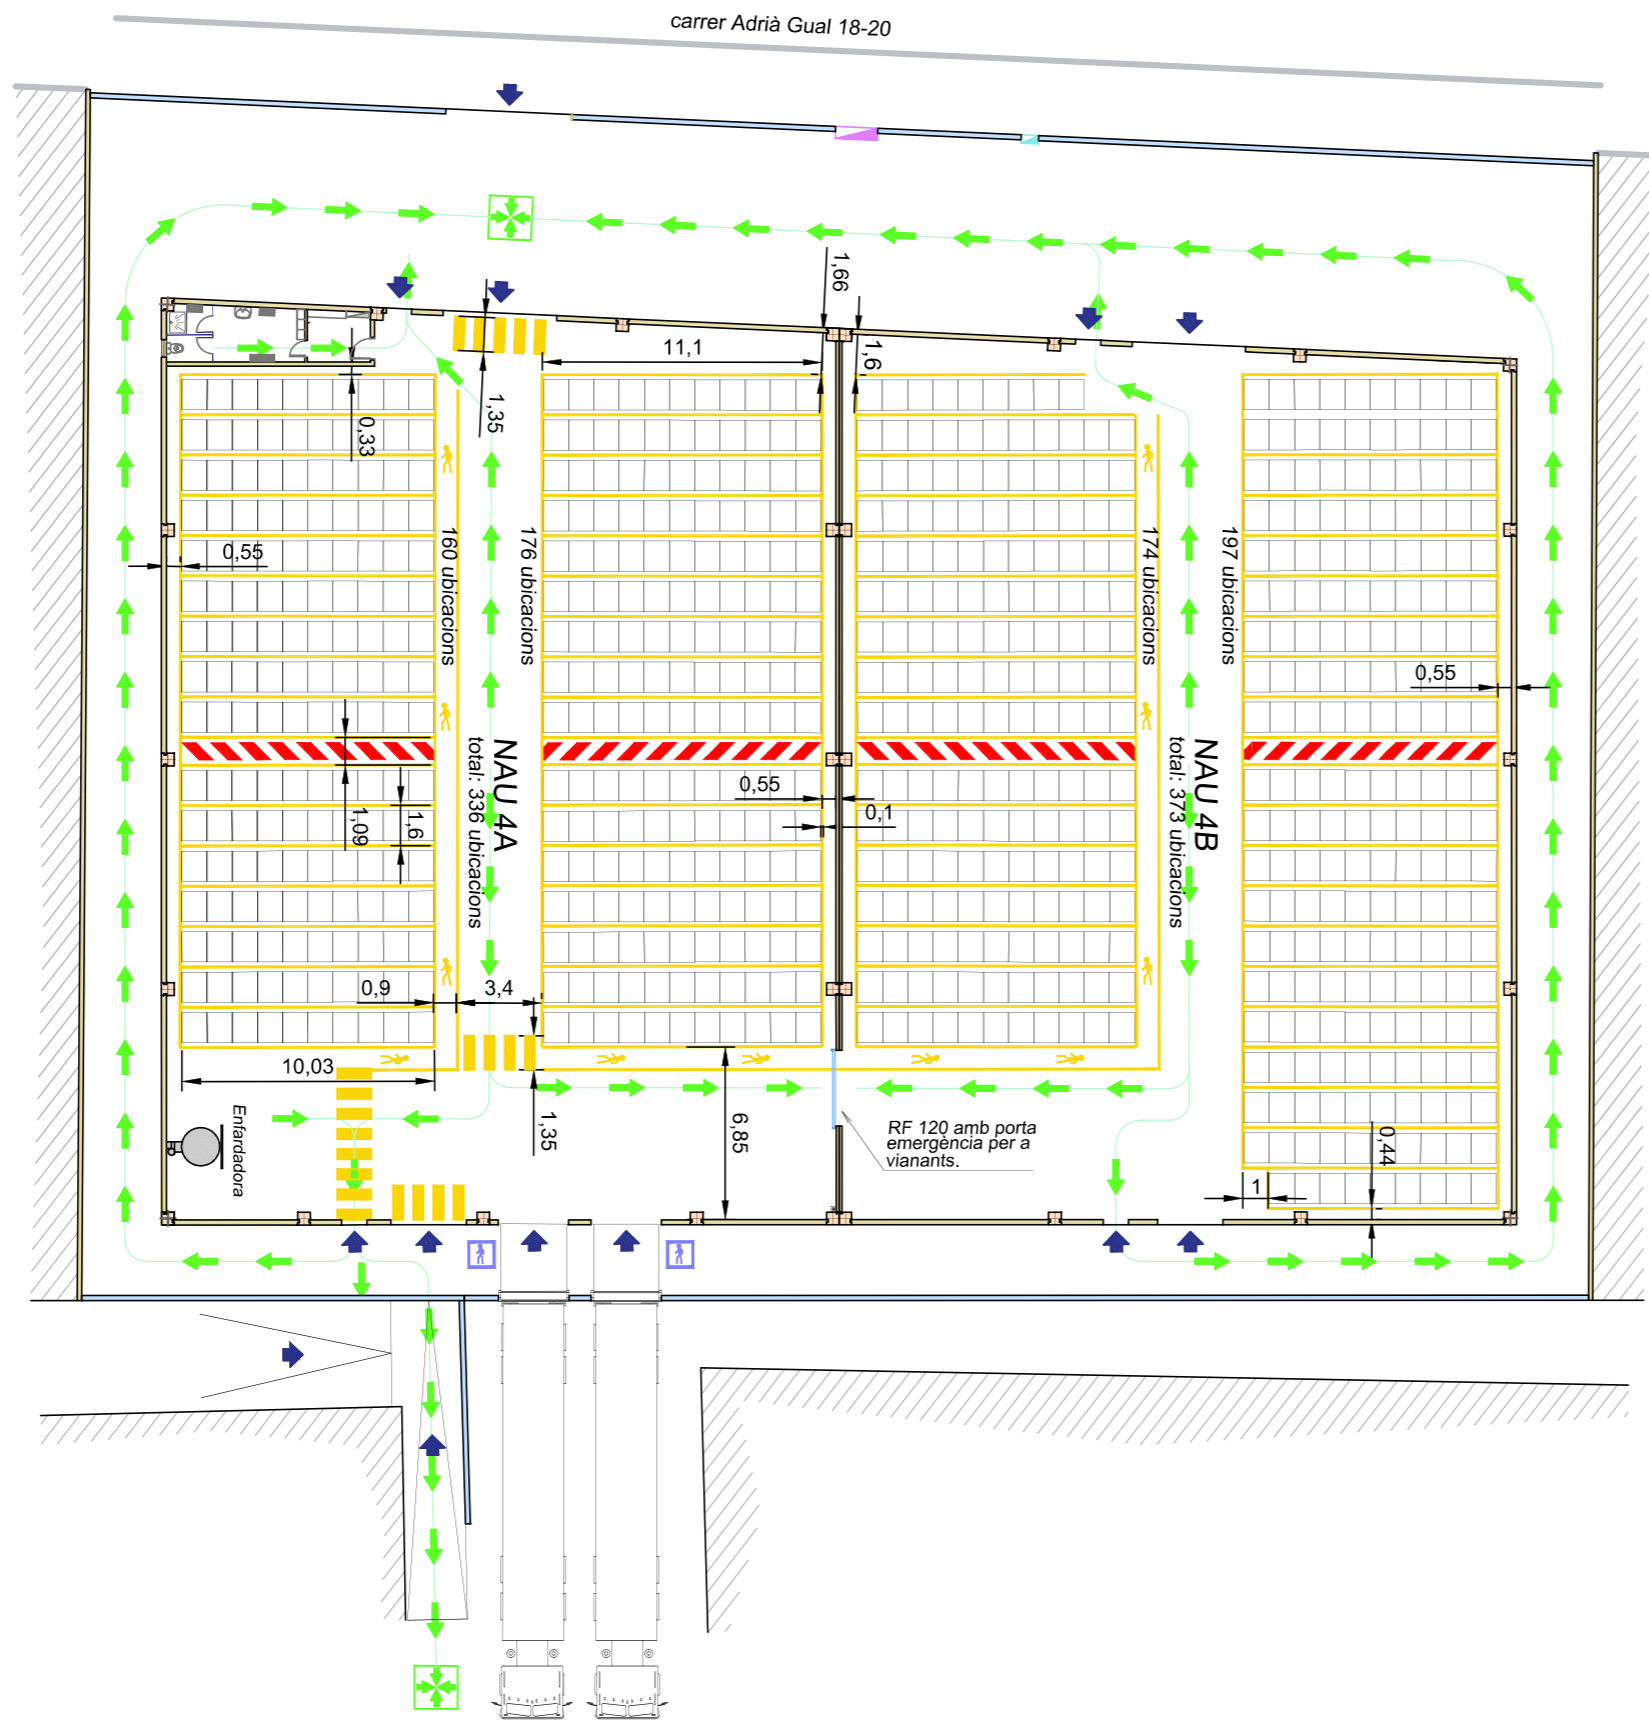 carrer Adrià Gual 18-20
1,66
11,1
1,6
1,35
0,33
160 ubicacions
176 ubicacions
174 ubicacions
197 ubicacions
0,55
0,55
NAU 4A
total: 336 ubicacions
NAU 4B
total: 373 ubicacions
0,55
0,1
1,6
1,09
0,9
3,4
10,03
1,35
6,85
RF 120 amb porta
emergència per a
vianants.
Enfardadora
0,44
1